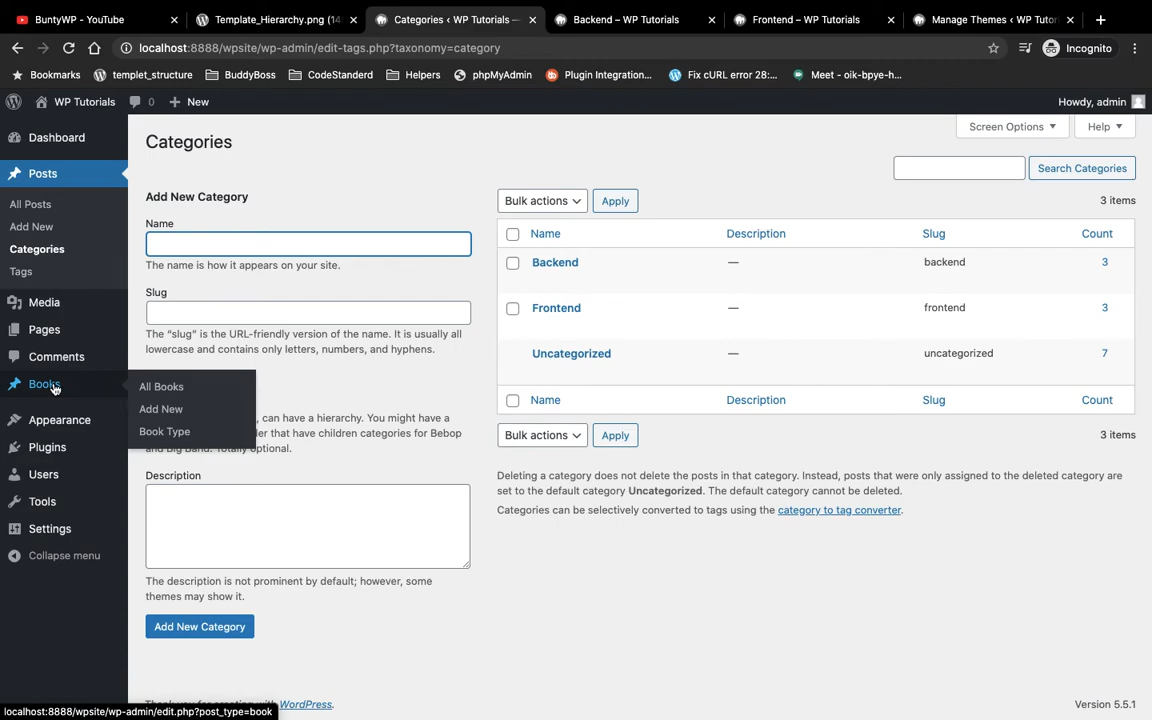 BuntyWP - YouTube
Template_Hierarchy.png (14
Categories ‹ WP Tutorials —
Backend – WP Tutorials
Frontend – WP Tutorials
Manage Themes ‹ WP Tutor
localhost:8888/wpsite/wp-admin/edit-tags.php?taxonomy=category
Incognito
Bookmarks
templet_structure
BuddyBoss
CodeStanderd
Helpers
phpMyAdmin
Plugin Integration...
Fix cURL error 28:...
Meet - oik-bpye-h...
WP Tutorials
0
New
Howdy, admin
Dashboard
Posts
All Posts
Add New
Categories
Tags
Media
Pages
Comments
Books
Appearance
Plugins
Users
Tools
Settings
Collapse menu
All Books
Add New
Book Type
Screen Options
Help
Categories
Search Categories
Add New Category
Name
The name is how it appears on your site.
Slug
The “slug” is the URL-friendly version of the name. It is usually all
lowercase and contains only letters, numbers, and hyphens.
, can have a hierarchy. You might have a
der that have children categories for Bebop
and Big Band. Totally optional.
Description
The description is not prominent by default; however, some
themes may show it.
Add New Category
Bulk actions
Apply
3 items
Name
Description
Slug
Count
Backend
—
backend
3
Frontend
—
frontend
3
Uncategorized
—
uncategorized
7
Name
Description
Slug
Count
Bulk actions
Apply
3 items
Deleting a category does not delete the posts in that category. Instead, posts that were only assigned to the deleted category are
set to the default category Uncategorized. The default category cannot be deleted.
Categories can be selectively converted to tags using the category to tag converter.
Thank you for creating with WordPress.
Version 5.5.1
localhost:8888/wpsite/wp-admin/edit.php?post_type=book